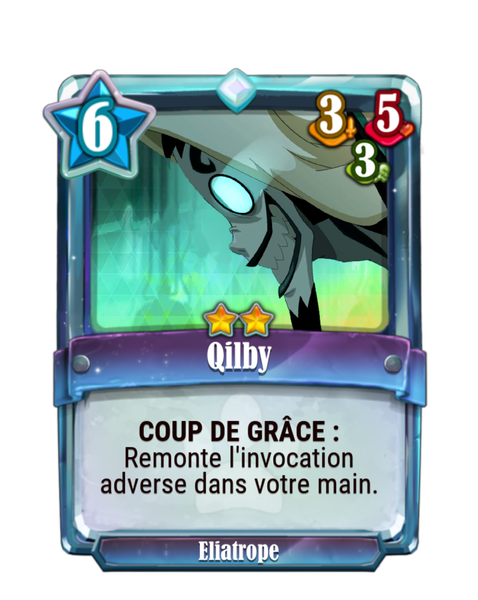 6
3
5
3
Qilby
COUP DE GRÂCE :
Remonte l'invocation
adverse dans votre main.
Eliatrope